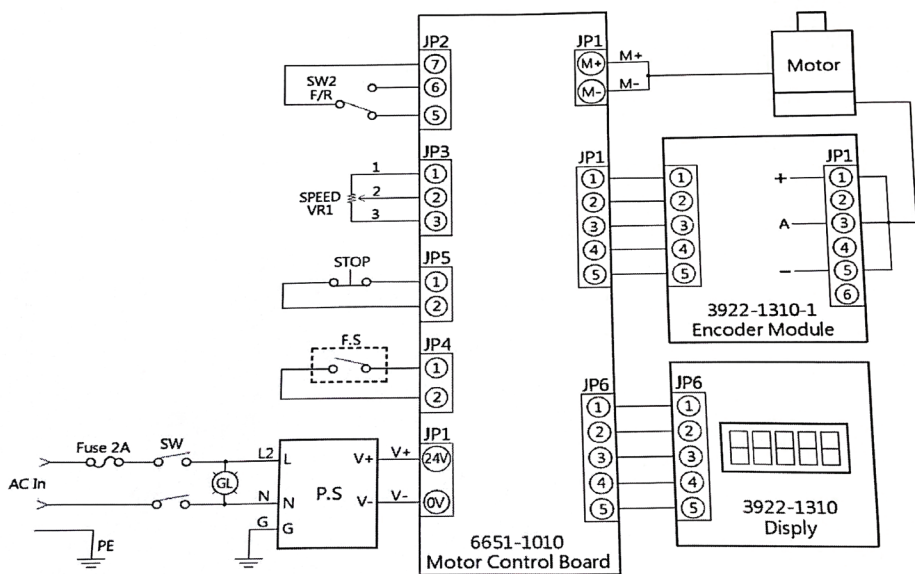 JP2
7
6
5
SW2
F/R
JP3
1
2
3
1
2
3
SPEED
VR1
STOP
JP5
1
2
F.S
JP4
1
2
Fuse 2A
SW
AC In
GL
PE
L2
N
G
L
N
G
P.S
V+
V-
V+
V-
JP1
24V
0V
6651-1010
Motor Control Board
JP1
M+
M-
M+
M-
Motor
JP1
1
2
3
4
5
1
2
3
4
5
+
A
−
JP1
1
2
3
4
5
6
3922-1310-1
Encoder Module
JP6
1
2
3
4
5
JP6
1
2
3
4
5
3922-1310
Disply